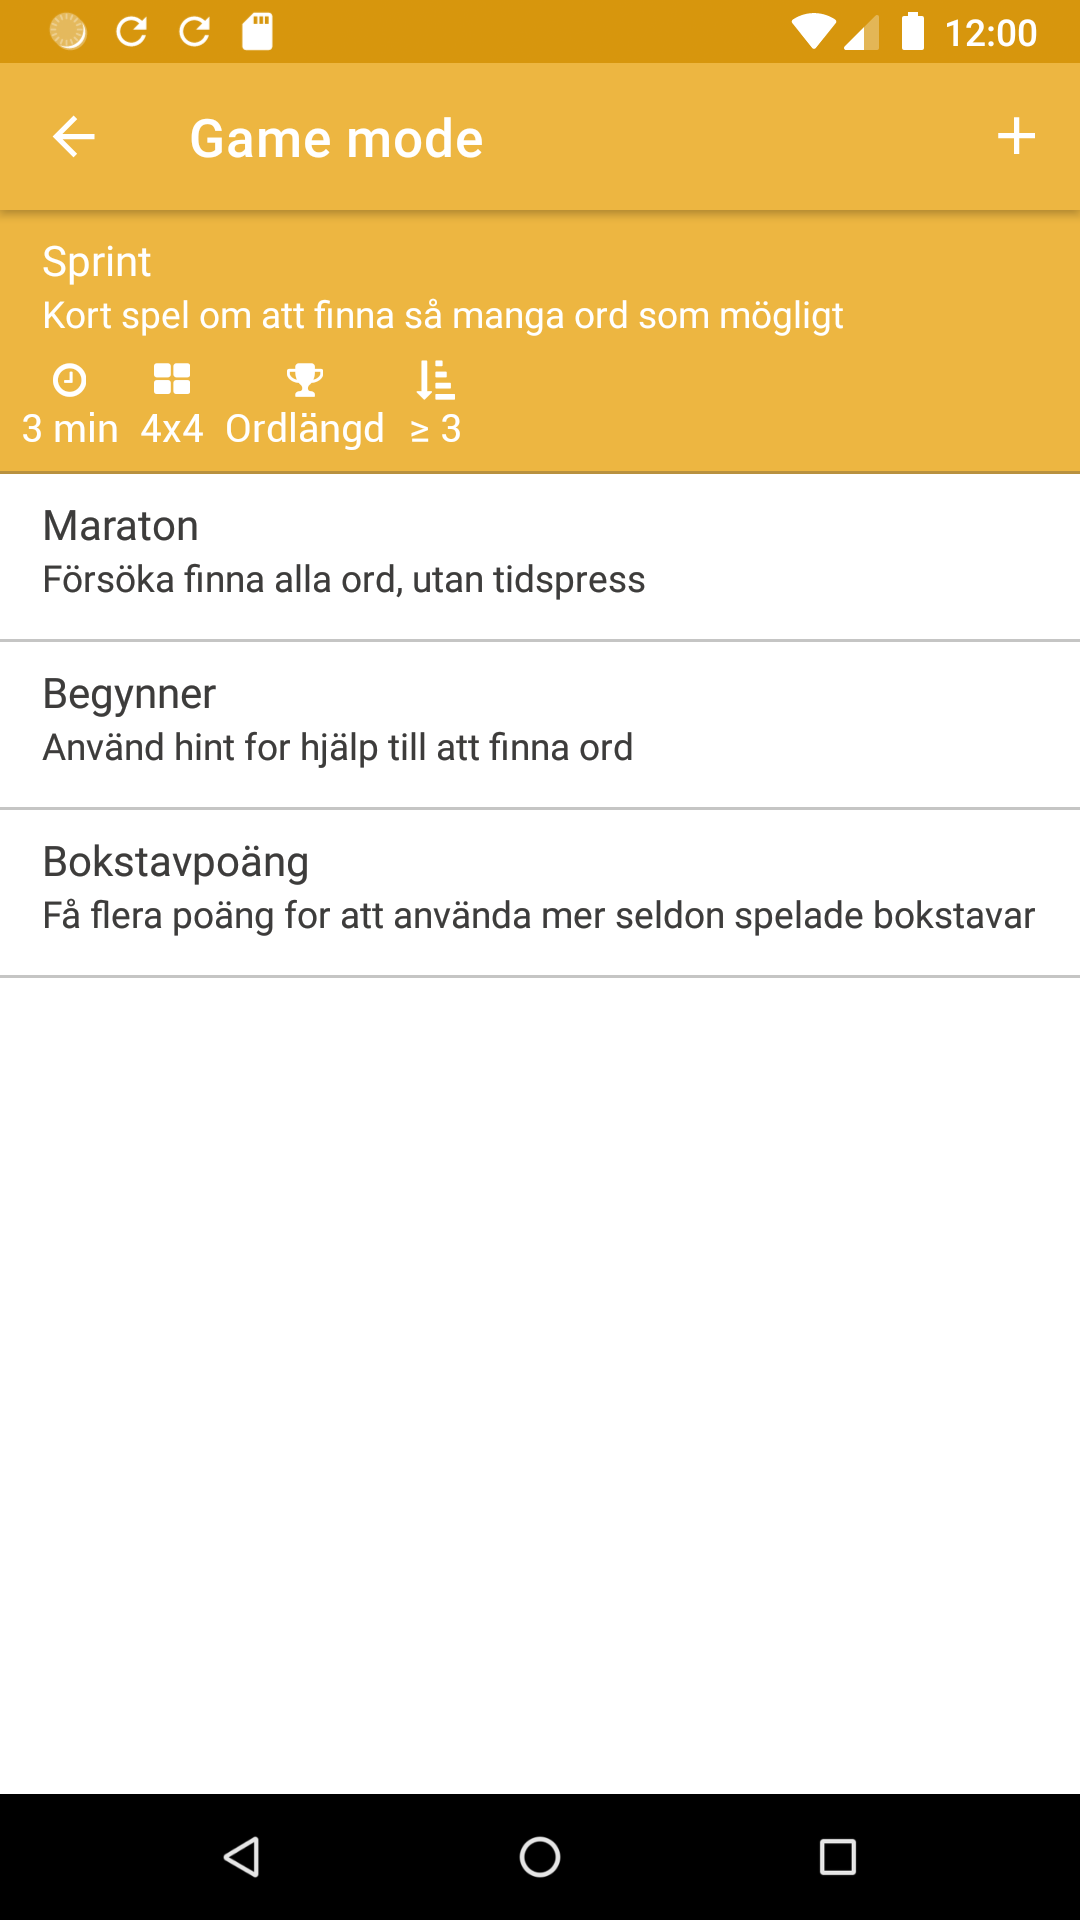 12:00
Game mode
Sprint
Kort spel om att finna så manga ord som mögligt
3 min 4x4 Ordlängd ≥ 3
Maraton
Försöka finna alla ord, utan tidspress
Begynner
Använd hint for hjälp till att finna ord
Bokstavpoäng
Få flera poäng for att använda mer seldon spelade bokstavar